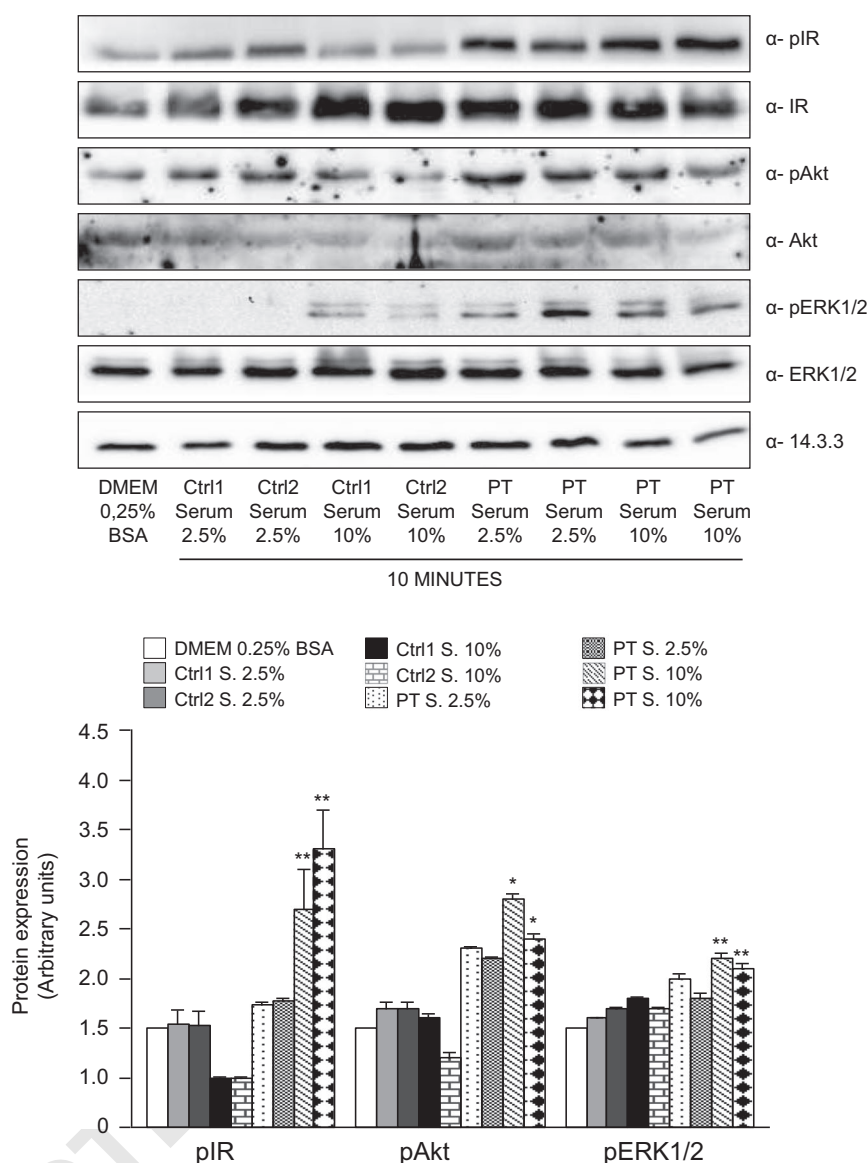 α- pIR
α- IR
α- pAkt
α- Akt
α- pERK1/2
α- ERK1/2
α- 14.3.3
DMEM Ctrl1 Ctrl2 Ctrl1 Ctrl2 PT PT PT PT
0,25% Serum Serum Serum Serum Serum Serum Serum Serum
BSA 2.5% 2.5% 10% 10% 2.5% 2.5% 10% 10%
10 MINUTES
DMEM 0.25% BSA Ctrl1 S. 10% PT S. 2.5%
Ctrl1 S. 2.5% Ctrl2 S. 10% PT S. 10%
Ctrl2 S. 2.5% PT S. 2.5% PT S. 10%
Protein expression
(Arbitrary units)
4.5
4.0
3.5
3.0
2.5
2.0
1.5
1.0
0
** **
* *
** **
pIR pAkt pERK1/2